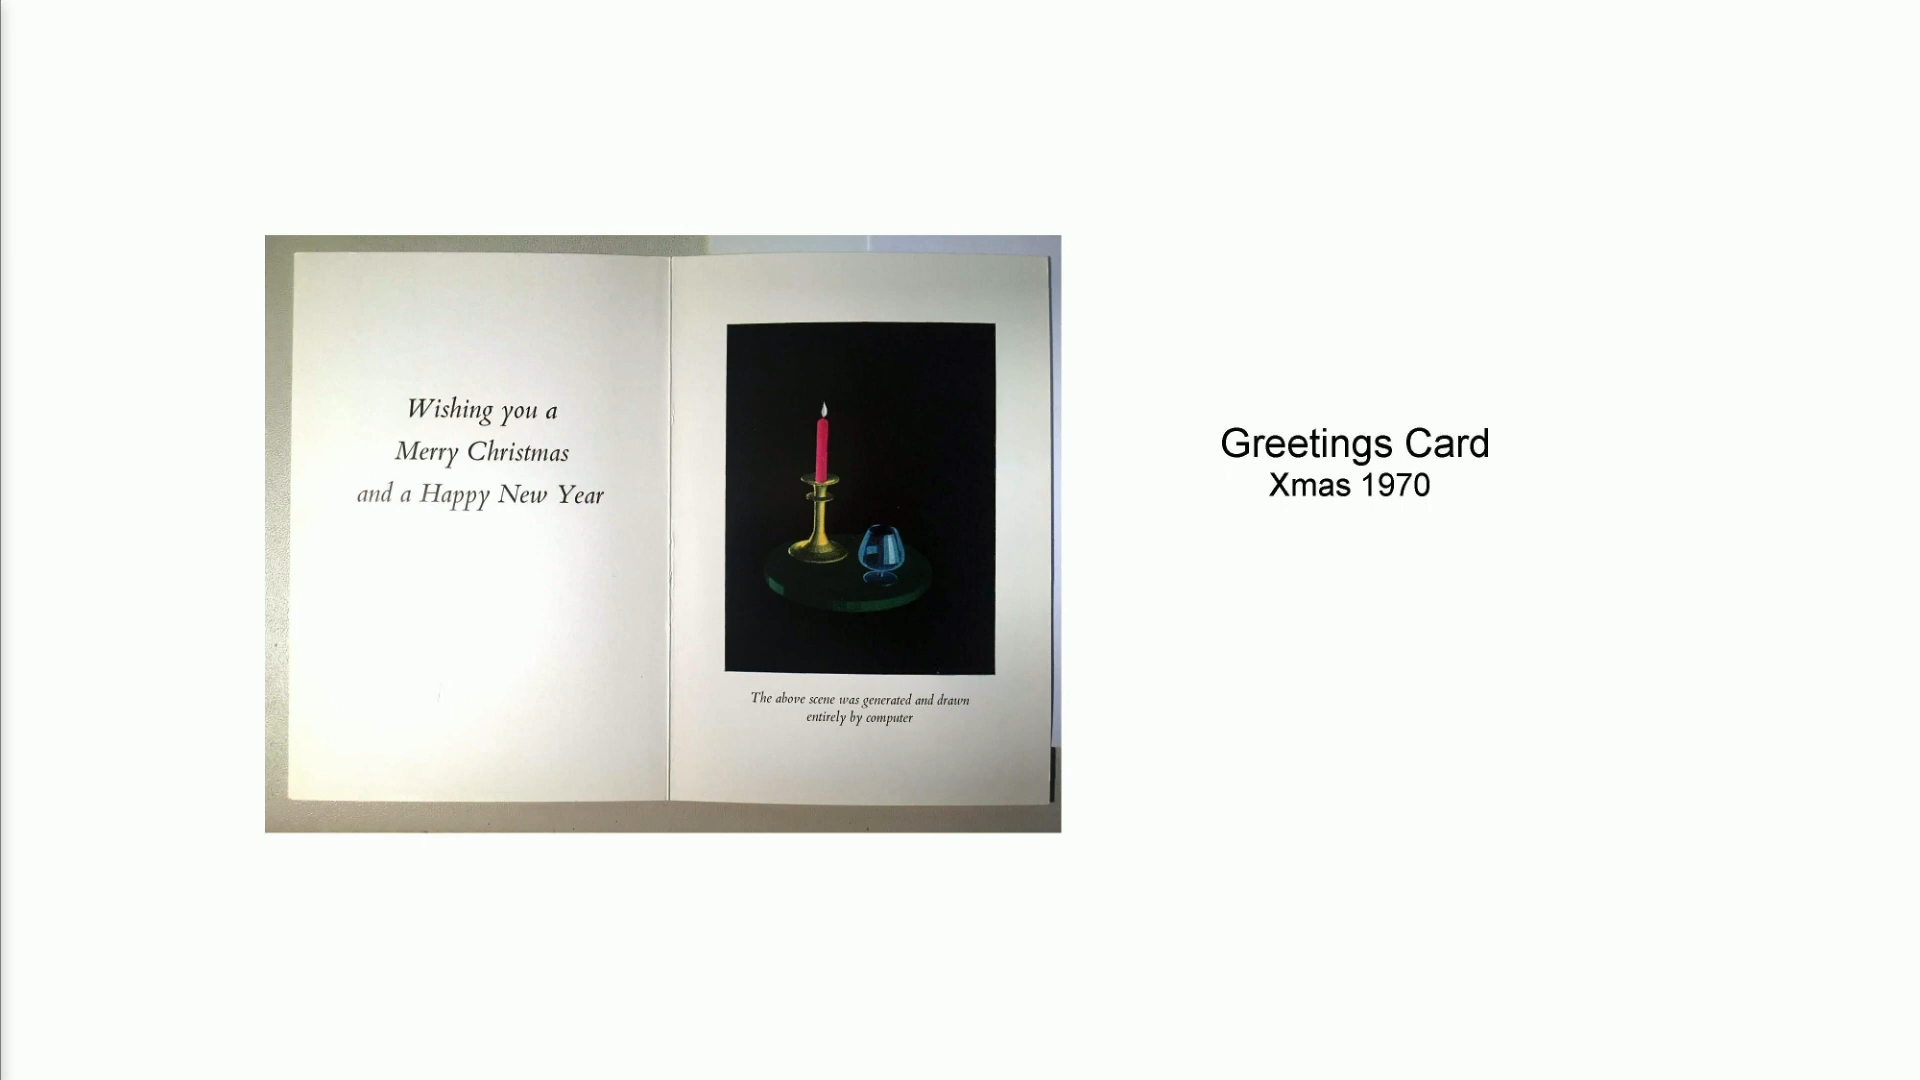 Wishing you a
Merry Christmas
and a Happy New Year
The above scene was generated and drawn
entirely by computer
Greetings Card
Xmas 1970